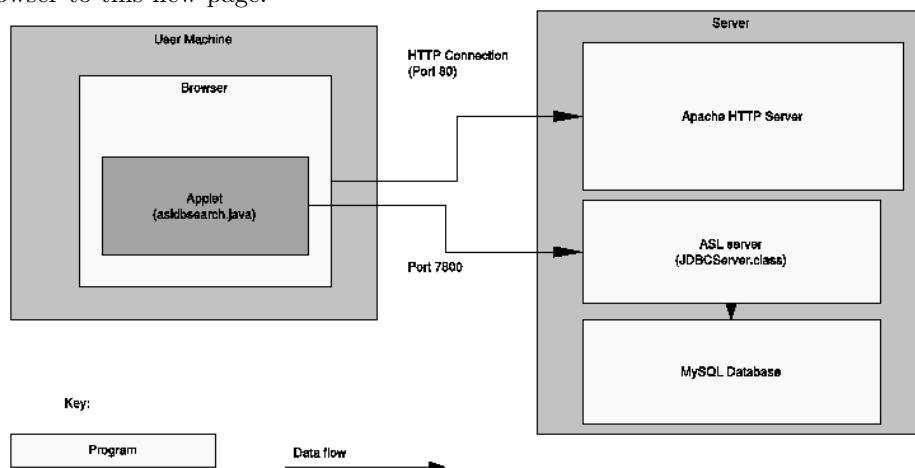 owser to this new page.
User Machine
Browser
Applet
(asldbsearch.java)
HTTP Connection
(Port 80)
Port 7800
Server
Apache HTTP Server
ASL server
(JDBCServer.class)
MySQL Database
Key:
Program
Data flow